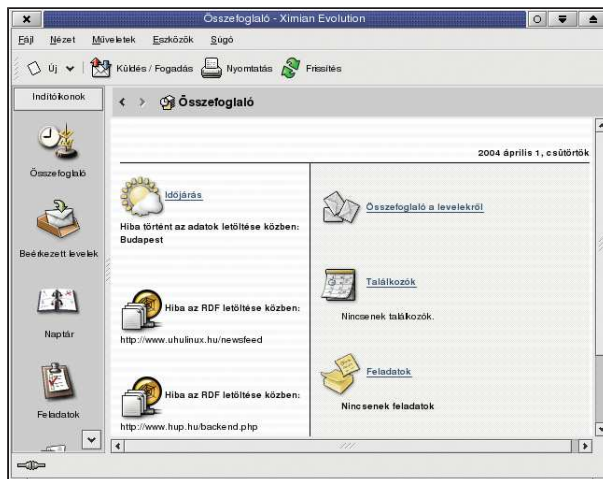 Összefoglaló - Ximian Evolution
Fájl Nézet Műveletek Eszközök Súgó
Új Küldés / Fogadás Nyomtatás Frissítés
Indítóikonok
Összefoglaló
2004 április 1, csütörtök
Összefoglaló
Beérkezett levelek
Naptár
Feladatok
Időjárás
Hiba történt az adatok letöltése közben:
Budapest
Hiba az RDF letöltése közben:
http://www.uhulinux.hu/newsfeed
Hiba az RDF letöltése közben:
http://www.hup.hu/backend.php
Összefoglaló a levelekről
Találkozók
Nincsenek találkozók.
Feladatok
Nincsenek feladatok